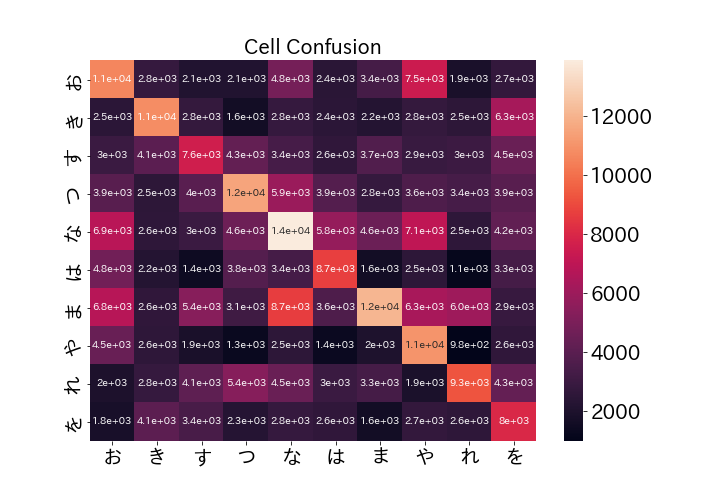 Cell Confusion
お 1.1e+04 2.8e+03 2.1e+03 2.1e+03 4.8e+03 2.4e+03 3.4e+03 7.5e+03 1.9e+03 2.7e+03
き 2.5e+03 1.1e+04 2.8e+03 1.6e+03 2.8e+03 2.4e+03 2.2e+03 2.8e+03 2.5e+03 6.3e+03
す 3e+03 4.1e+03 7.6e+03 4.3e+03 3.4e+03 2.6e+03 3.7e+03 2.9e+03 3e+03 4.5e+03
つ 3.9e+03 2.5e+03 4e+03 1.2e+04 5.9e+03 3.9e+03 2.8e+03 3.6e+03 3.4e+03 3.9e+03
な 6.9e+03 2.6e+03 3e+03 4.6e+03 1.4e+04 5.8e+03 4.6e+03 7.1e+03 2.5e+03 4.2e+03
は 4.8e+03 2.2e+03 1.4e+03 3.8e+03 3.4e+03 8.7e+03 1.6e+03 2.5e+03 1.1e+03 3.3e+03
ま 6.8e+03 2.6e+03 5.4e+03 3.1e+03 8.7e+03 3.6e+03 1.2e+04 6.3e+03 6.0e+03 2.9e+03
や 4.5e+03 2.6e+03 1.9e+03 1.3e+03 2.5e+03 1.4e+03 2e+03 1.1e+04 9.8e+02 2.6e+03
れ 2e+03 2.8e+03 4.1e+03 5.4e+03 4.5e+03 3e+03 3.3e+03 1.9e+03 9.3e+03 4.3e+03
を 1.8e+03 4.1e+03 3.4e+03 2.3e+03 2.8e+03 2.6e+03 1.6e+03 2.7e+03 2.6e+03 8e+03
お き す つ な は ま や れ を
12000
10000
8000
6000
4000
2000